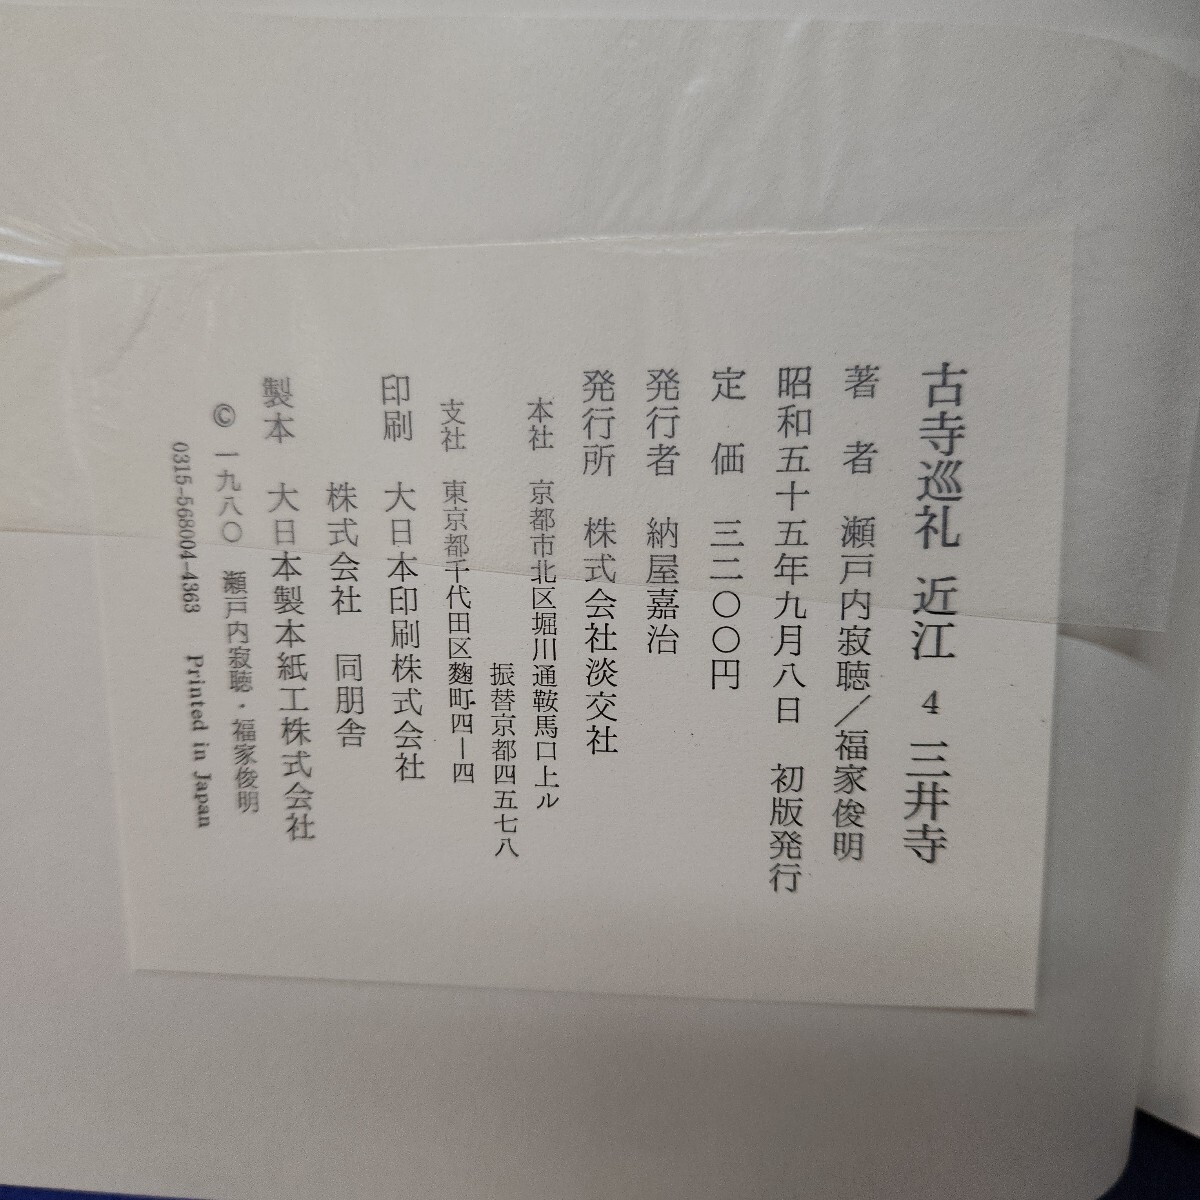 古寺巡礼 近江 4 三井寺
著者 瀬戸内寂聴／福家俊明
昭和五十五年九月八日 初版発行
定価 三二〇〇円
発行者 納屋嘉治
発行所 株式会社淡交社
本社 京都市北区堀川通鞍馬口上ル
振替京都四五七八
支社 東京都千代田区麴町四—四
印刷 大日本印刷株式会社
株式会社 同朋舎
製本 大日本製本紙工株式会社
© 一九八〇 瀬戸内寂聴・福家俊明
0315-568004-4363 Printed in Japan